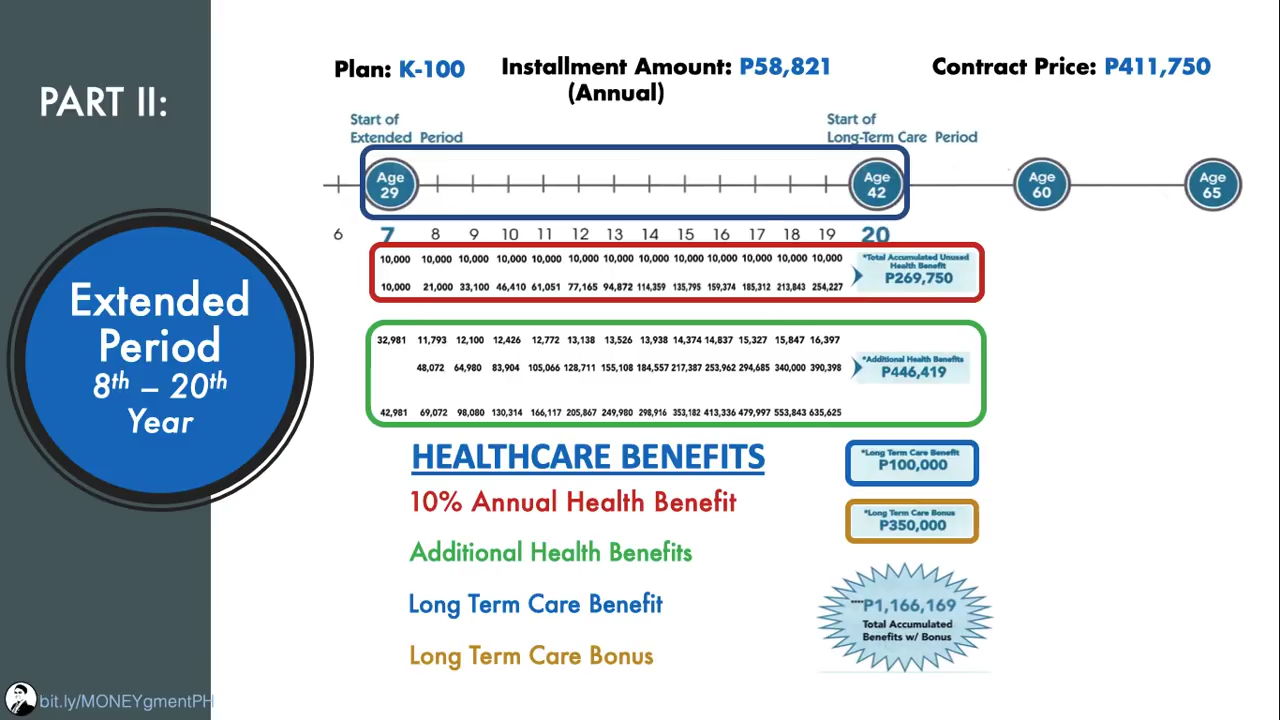 PART II:
Plan: K-100
Installment Amount: P58,821
(Annual)
Contract Price: P411,750
Start of
Extended Period
Start of
Long-Term Care Period
Age
29
Age
42
Age
60
Age
65
6 7 8 9 10 11 12 13 14 15 16 17 18 19 20
10,000 10,000 10,000 10,000 10,000 10,000 10,000 10,000 10,000 10,000 10,000 10,000 10,000
10,000 21,000 33,100 46,410 61,051 77,165 94,872 114,359 135,795 159,374 185,312 213,843 254,227
*Total Accumulated Unused
Health Benefit
P269,750
32,981 11,793 12,100 12,426 12,772 13,138 13,526 13,938 14,374 14,837 15,327 15,847 16,397
48,072 64,980 83,904 105,066 128,711 155,108 184,557 217,387 253,962 294,685 340,000 390,398
*Additional Health Benefits
P446,419
42,981 69,072 98,080 130,314 166,117 205,867 249,980 298,916 353,182 413,336 479,997 553,843 635,625
Extended
Period
8th – 20th
Year
HEALTHCARE BENEFITS
10% Annual Health Benefit
Additional Health Benefits
Long Term Care Benefit
Long Term Care Bonus
*Long Term Care Benefit
P100,000
*Long Term Care Bonus
P350,000
****P1,166,169
Total Accumulated
Benefits w/ Bonus
bit.ly/MONEYgmentPH